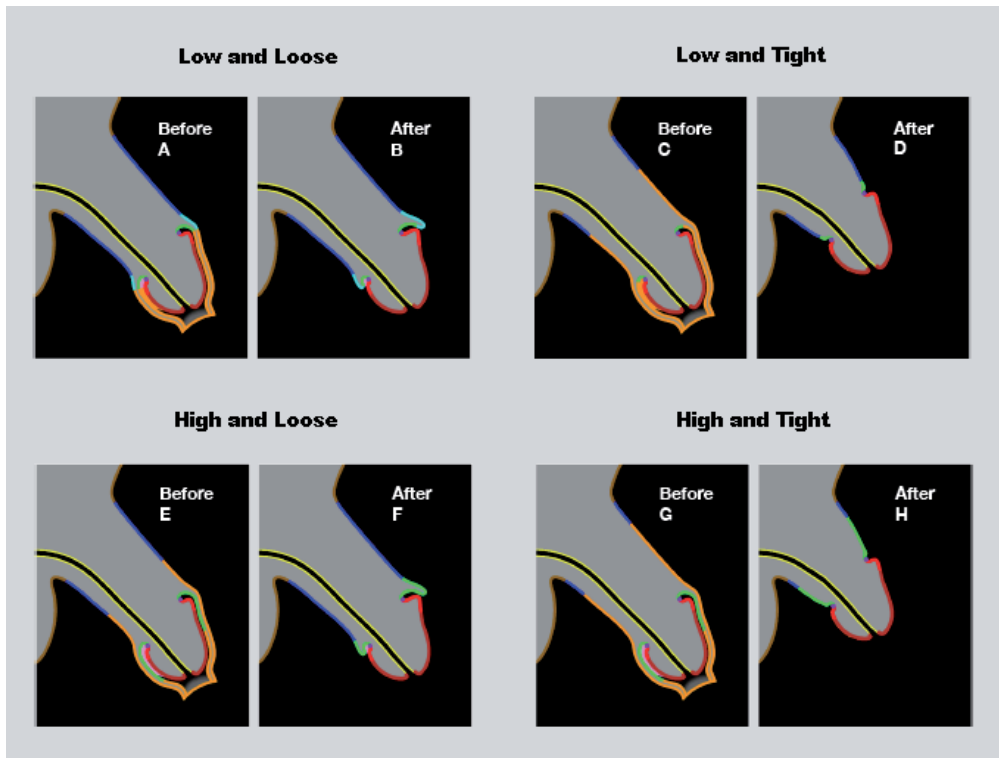 Low and Loose
Low and Tight
Before
A
After
B
Before
C
After
D
High and Loose
High and Tight
Before
E
After
F
Before
G
After
H